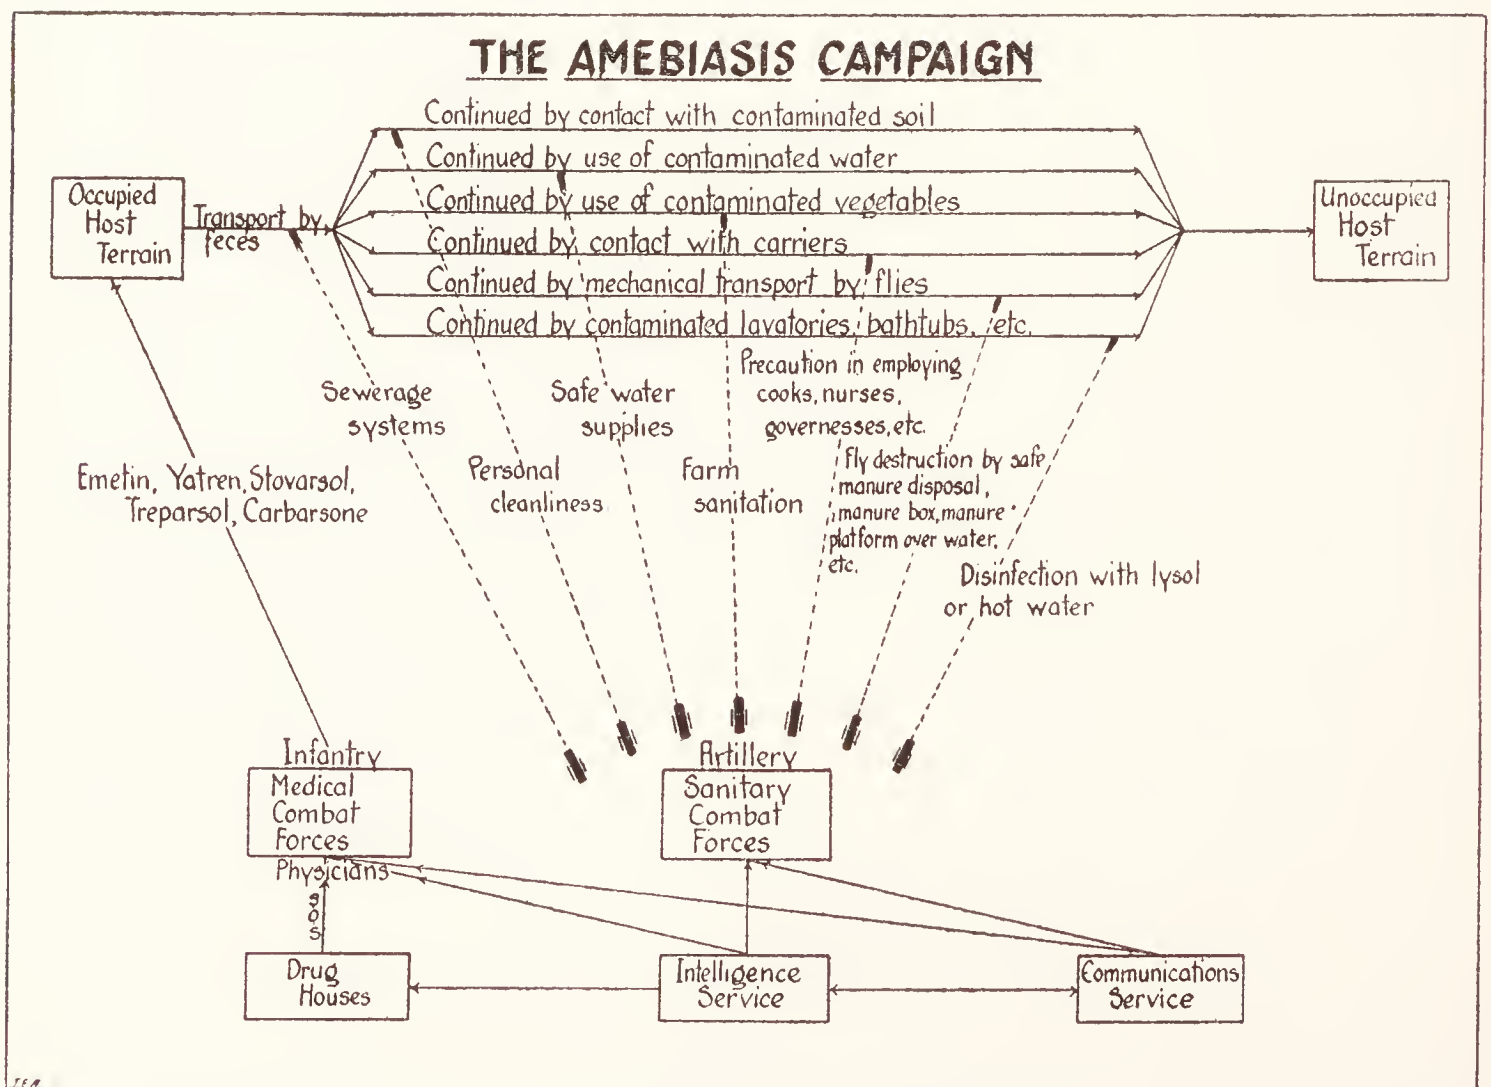 THE AMEBIASIS CAMPAIGN
Continued by contact with contaminated soil
Continued by use of contaminated water
Continued by use of contaminated vegetables
Continued by contact with carriers
Continued by mechanical transport by flies
Continued by contaminated lavatories, bathtubs, etc.
Occupied
Host
Terrain
Transport by
feces
Unoccupied
Host
Terrain
Sewerage
systems
Personal
cleanliness
Safe water
supplies
Farm
sanitation
Precaution in employing
cooks, nurses,
governesses, etc.
Fly destruction by safe
manure disposal,
manure box, manure
platform over water,
etc.
Disinfection with lysol
or hot water
Emetin, Yatren, Stovarsol,
Treparsol, Carbarsone
Infantry
Medical
Combat
Forces
Physicians
SOS
Drug
Houses
Artillery
Sanitary
Combat
Forces
Intelligence
Service
Communications
Service